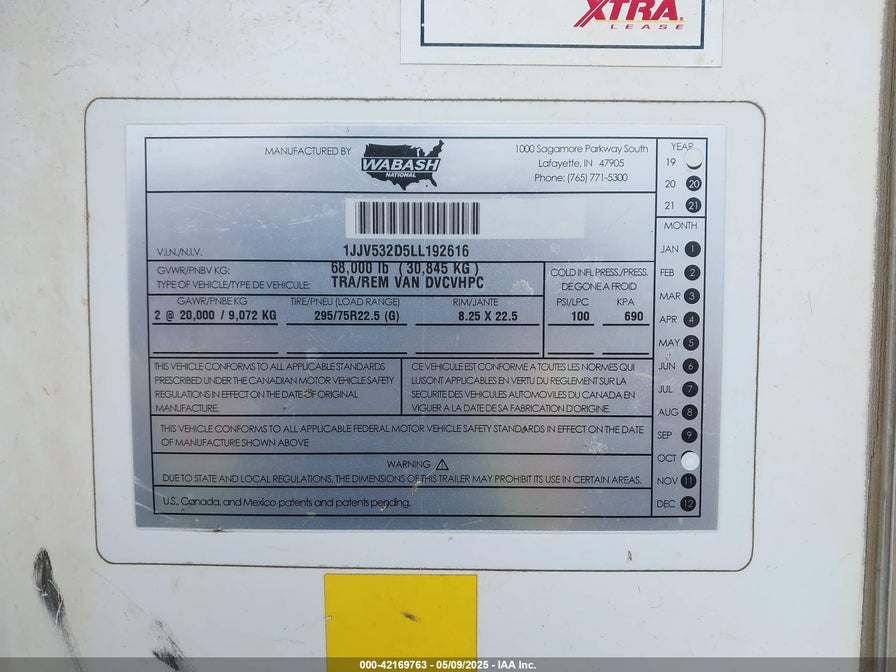 XTRA
LEASE
MANUFACTURED BY
WABASH
NATIONAL
1000 Sagamore Parkway South
Lafayette, IN 47905
Phone: (765) 771-5300
V.I.N./N.I.V.
1JJV532D5LL192616
GVWR/PNBV KG:
68,000 lb ( 30,845 KG )
TYPE OF VEHICLE/TYPE DE VEHICULE:
TRA/REM VAN DVCVHPC
COLD INFL PRESS./PRESS.
DE GONE A FROID
GAWR/PNBE KG TIRE/PNEU (LOAD RANGE) RIM/JANTE PSI/LPC KPA
2 @ 20,000 / 9,072 KG 295/75R22.5 (G) 8.25 X 22.5 100 690
THIS VEHICLE CONFORMS TO ALL APPLICABLE STANDARDS
PRESCRIBED UNDER THE CANADIAN MOTOR VEHICLE SAFETY
REGULATIONS IN EFFECT ON THE DATE OF ORIGINAL
MANUFACTURE.
CE VEHICULE EST CONFORME A TOUTES LES NORMES QUI
LUISONT APPLICABLES EN VERTU DU REGLEMENT SUR LA
SECURITE DES VEHICULES AUTOMOVILES DU CANADA EN
VIGUER A LA DATE DE SA FABRICATION D'ORIGINE.
THIS VEHICLE CONFORMS TO ALL APPLICABLE FEDERAL MOTOR VEHICLE SAFETY STANDARDS IN EFFECT ON THE DATE
OF MANUFACTURE SHOWN ABOVE
WARNING
DUE TO STATE AND LOCAL REGULATIONS, THE DIMENSIONS OF THIS TRAILER MAY PROHIBIT ITS USE IN CERTAIN AREAS.
U.S., Canada, and Mexico patents and patents pending.
YEAR
19
20 20
21 21
MONTH
JAN 1
FEB 2
MAR 3
APR 4
MAY 5
JUN 6
JUL 7
AUG 8
SEP 9
OCT
NOV 11
DEC 12
000-42169763 - 05/09/2025 - IAA Inc.